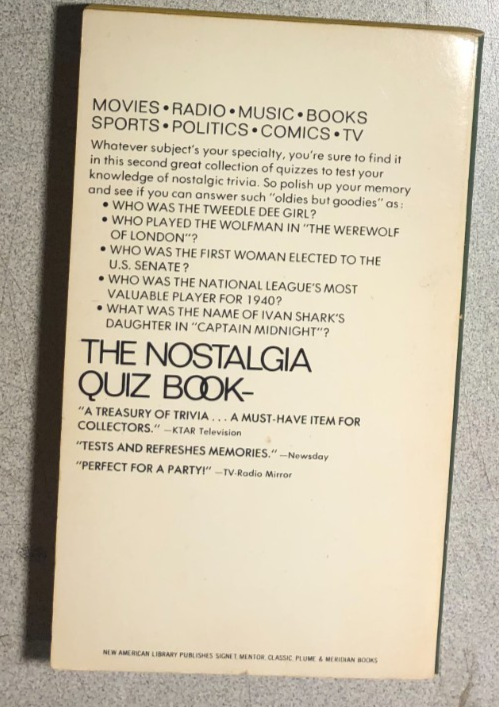 MOVIES • RADIO • MUSIC • BOOKS
SPORTS • POLITICS • COMICS • TV
Whatever subject's your specialty, you're sure to find it
in this second great collection of quizzes to test your
knowledge of nostalgic trivia. So polish up your memory
and see if you can answer such "oldies but goodies" as:
• WHO WAS THE TWEEDLE DEE GIRL?
• WHO PLAYED THE WOLFMAN IN "THE WEREWOLF
OF LONDON"?
• WHO WAS THE FIRST WOMAN ELECTED TO THE
U.S. SENATE?
• WHO WAS THE NATIONAL LEAGUE'S MOST
VALUABLE PLAYER FOR 1940?
• WHAT WAS THE NAME OF IVAN SHARK'S
DAUGHTER IN "CAPTAIN MIDNIGHT"?
THE NOSTALGIA
QUIZ BOOK–
"A TREASURY OF TRIVIA . . . A MUST-HAVE ITEM FOR
COLLECTORS." —KTAR Television
"TESTS AND REFRESHES MEMORIES." —Newsday
"PERFECT FOR A PARTY!" —TV-Radio Mirror
NEW AMERICAN LIBRARY PUBLISHES SIGNET, MENTOR, CLASSIC, PLUME & MERIDIAN BOOKS